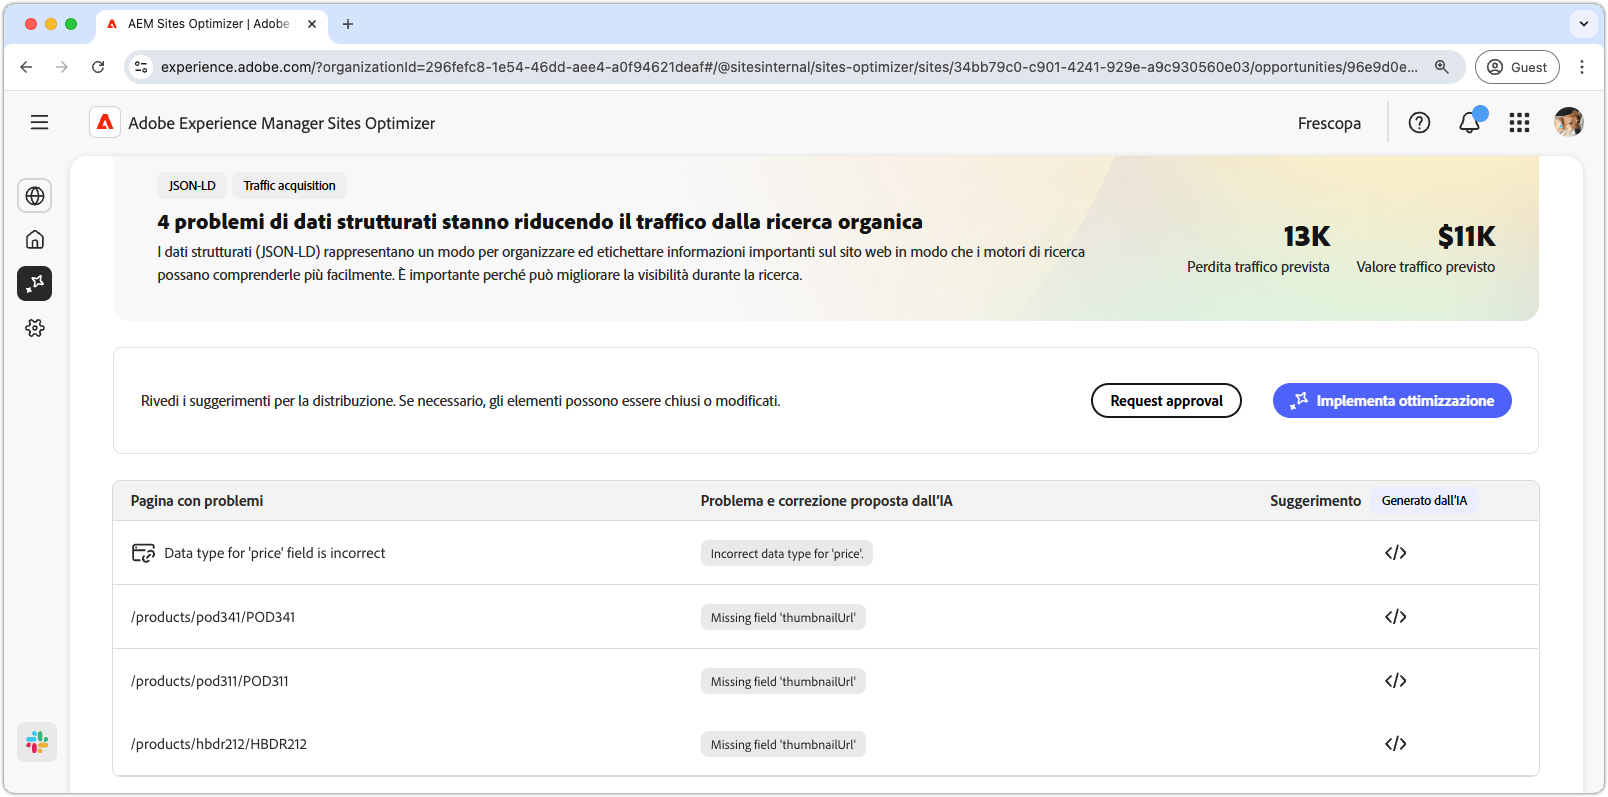 AEM Sites Optimizer | Adobe
experience.adobe.com/?organizationId=296fefc8-1e54-46dd-aee4-a0f94621deaf#/@sitesinternal/sites-optimizer/sites/34bb79c0-c901-4241-929e-a9c930560e03/opportunities/96e9d0e...
Guest
Adobe Experience Manager Sites Optimizer
Frescopa
JSON-LD Traffic acquisition
4 problemi di dati strutturati stanno riducendo il traffico dalla ricerca organica
I dati strutturati (JSON-LD) rappresentano un modo per organizzare ed etichettare informazioni importanti sul sito web in modo che i motori di ricerca
possano comprenderle più facilmente. È importante perché può migliorare la visibilità durante la ricerca.
13K $11K
Perdita traffico prevista Valore traffico previsto
Rivedi i suggerimenti per la distribuzione. Se necessario, gli elementi possono essere chiusi o modificati.
Request approval
Implementa ottimizzazione
Pagina con problemi Problema e correzione proposta dall'IA Suggerimento Generato dall'IA
Data type for 'price' field is incorrect Incorrect data type for 'price'.
/products/pod341/POD341 Missing field 'thumbnailUrl'
/products/pod311/POD311 Missing field 'thumbnailUrl'
/products/hbdr212/HBDR212 Missing field 'thumbnailUrl'